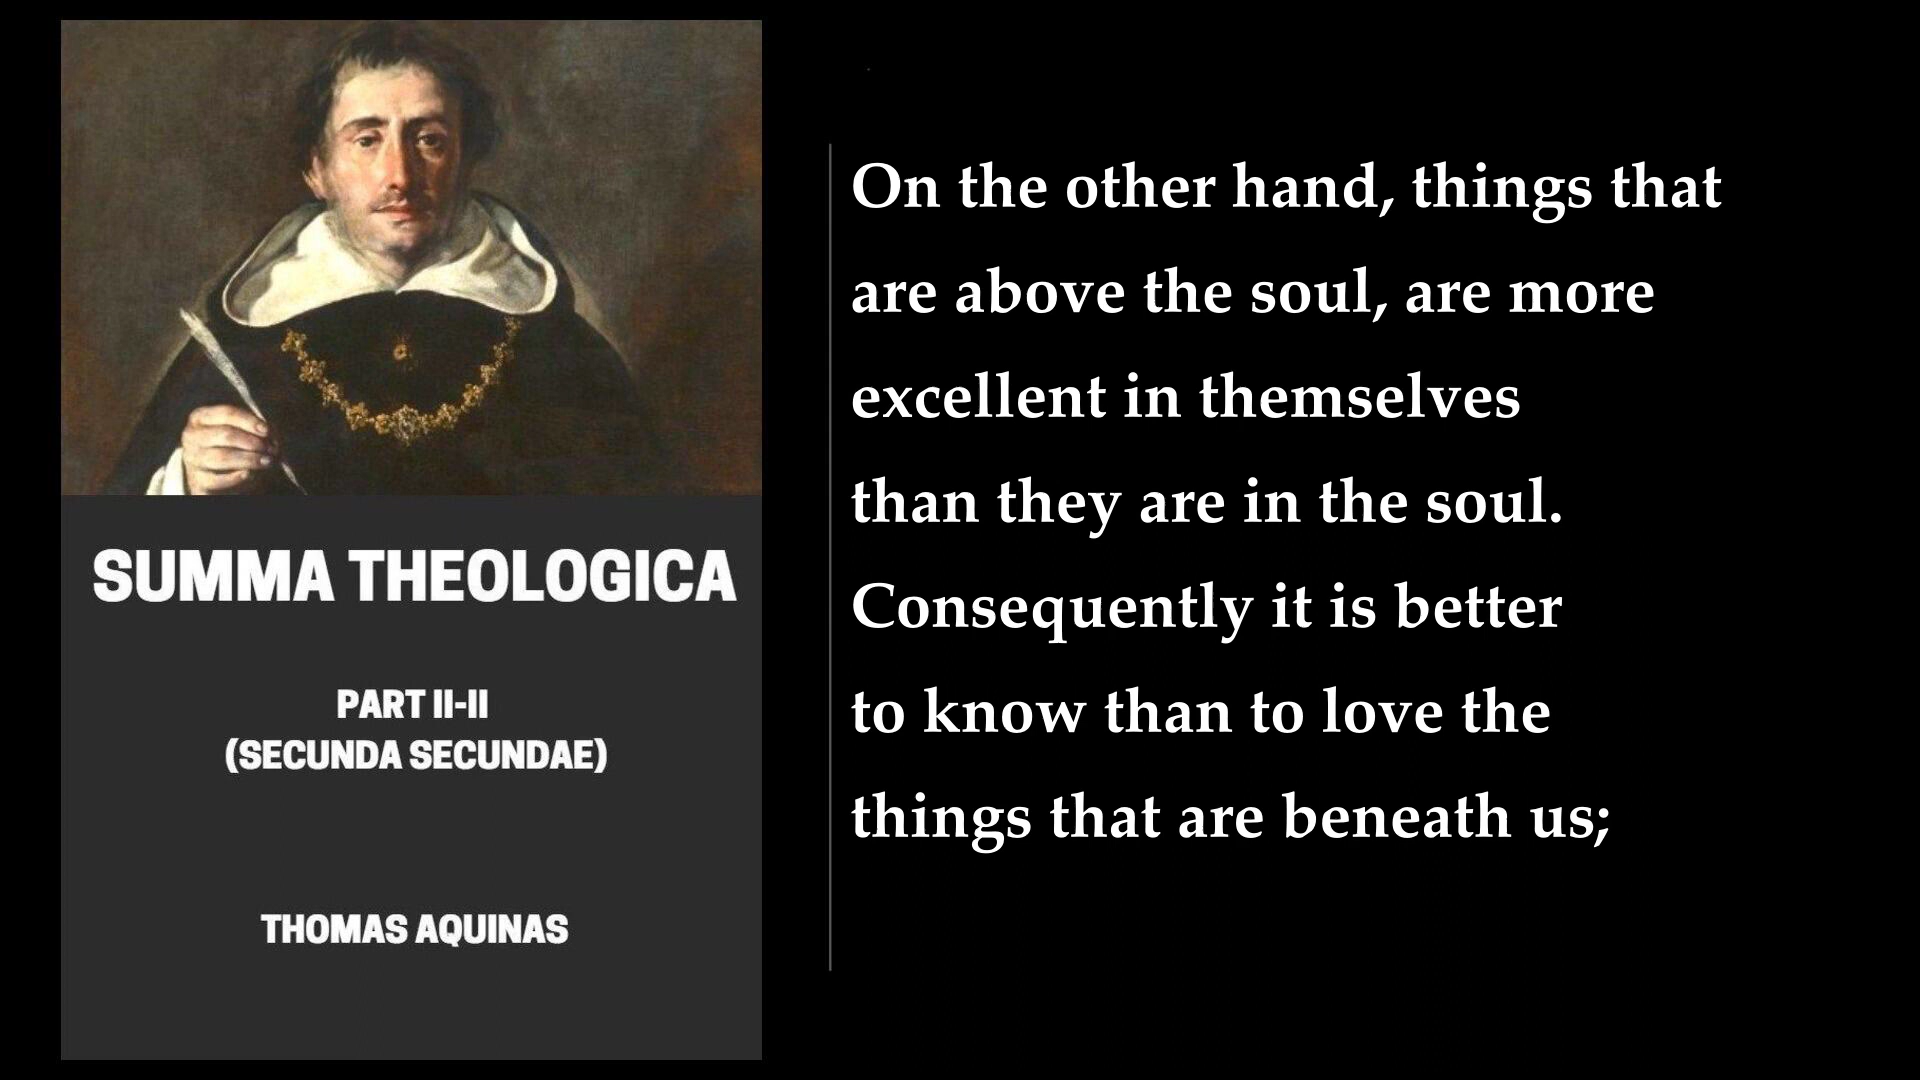 SUMMA THEOLOGICA
PART II-II
(SECUNDA SECUNDAE)
THOMAS AQUINAS
On the other hand, things that
are above the soul, are more
excellent in themselves
than they are in the soul.
Consequently it is better
to know than to love the
things that are beneath us;